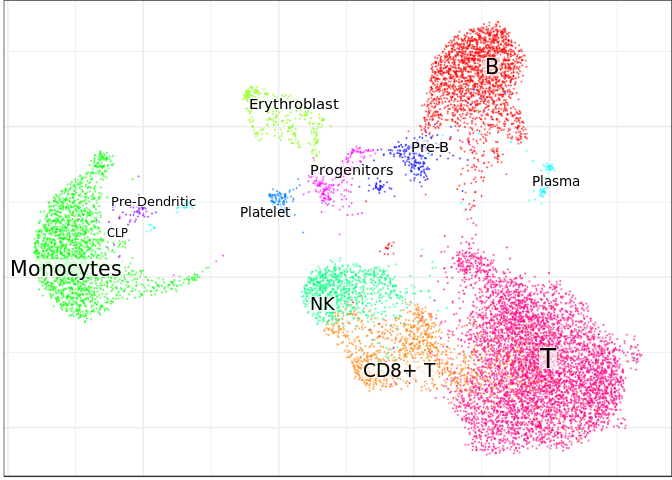 B
Erythroblast
Pre-B
Progenitors
Plasma
Pre-Dendritic
Platelet
CLP
Monocytes
NK
T
CD8+ T